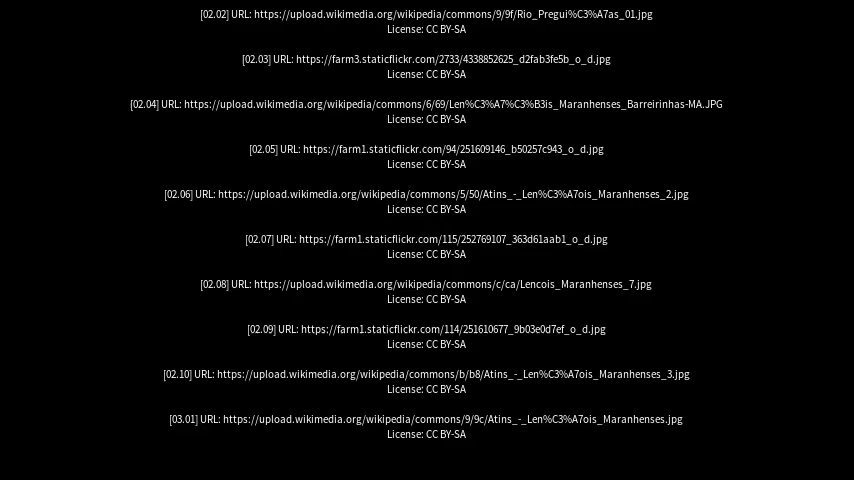 [02.02] URL: https://upload.wikimedia.org/wikipedia/commons/9/9f/Rio_Pregui%C3%A7as_01.jpg
License: CC BY-SA
[02.03] URL: https://farm3.staticflickr.com/2733/4338852625_d2fab3fe5b_o_d.jpg
License: CC BY-SA
[02.04] URL: https://upload.wikimedia.org/wikipedia/commons/6/69/Len%C3%A7%C3%B3is_Maranhenses_Barreirinhas-MA.JPG
License: CC BY-SA
[02.05] URL: https://farm1.staticflickr.com/94/251609146_b50257c943_o_d.jpg
License: CC BY-SA
[02.06] URL: https://upload.wikimedia.org/wikipedia/commons/5/50/Atins_-_Len%C3%A7ois_Maranhenses_2.jpg
License: CC BY-SA
[02.07] URL: https://farm1.staticflickr.com/115/252769107_363d61aab1_o_d.jpg
License: CC BY-SA
[02.08] URL: https://upload.wikimedia.org/wikipedia/commons/c/ca/Lencois_Maranhenses_7.jpg
License: CC BY-SA
[02.09] URL: https://farm1.staticflickr.com/114/251610677_9b03e0d7ef_o_d.jpg
License: CC BY-SA
[02.10] URL: https://upload.wikimedia.org/wikipedia/commons/b/b8/Atins_-_Len%C3%A7ois_Maranhenses_3.jpg
License: CC BY-SA
[03.01] URL: https://upload.wikimedia.org/wikipedia/commons/9/9c/Atins_-_Len%C3%A7ois_Maranhenses.jpg
License: CC BY-SA